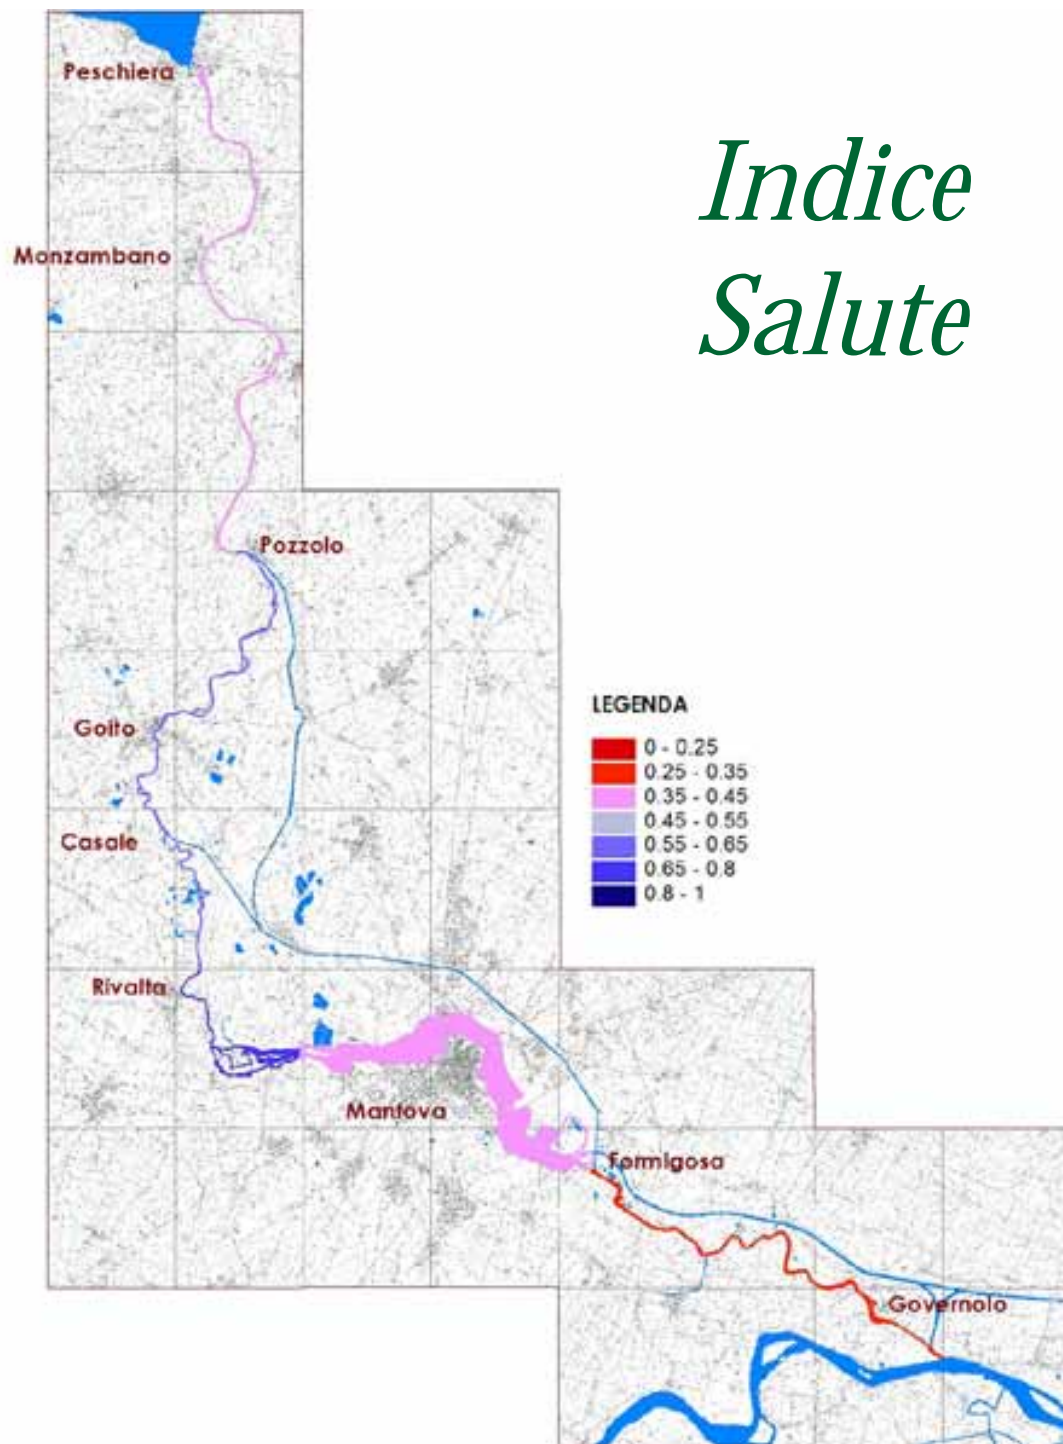 Indice
Salute
Peschiera
Monzambano
Pozzolo
Goito
Casale
Rivalta
Mantova
Formigosa
Governolo
LEGENDA
0 - 0.25
0.25 - 0.35
0.35 - 0.45
0.45 - 0.55
0.55 - 0.65
0.65 - 0.8
0.8 - 1